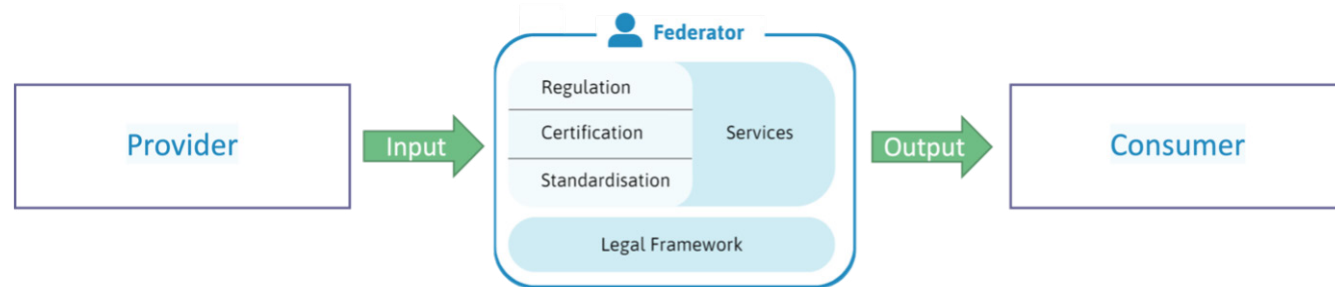 Federator
Regulation
Provider
Input
Certification
Services
Output
Consumer
Standardisation
Legal Framework